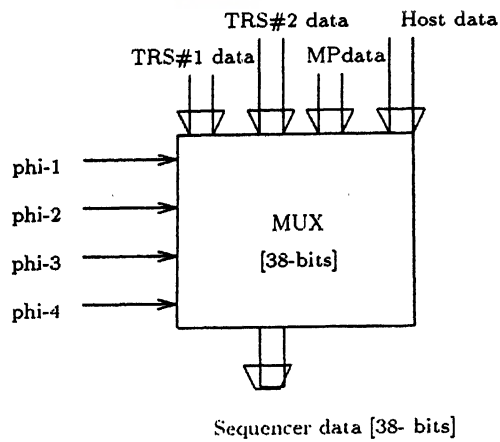 TRS#2 data
Host data
TRS#1 data
MPdata
phi-1
phi-2
phi-3
phi-4
MUX
[38-bits]
Sequencer data [38- bits]